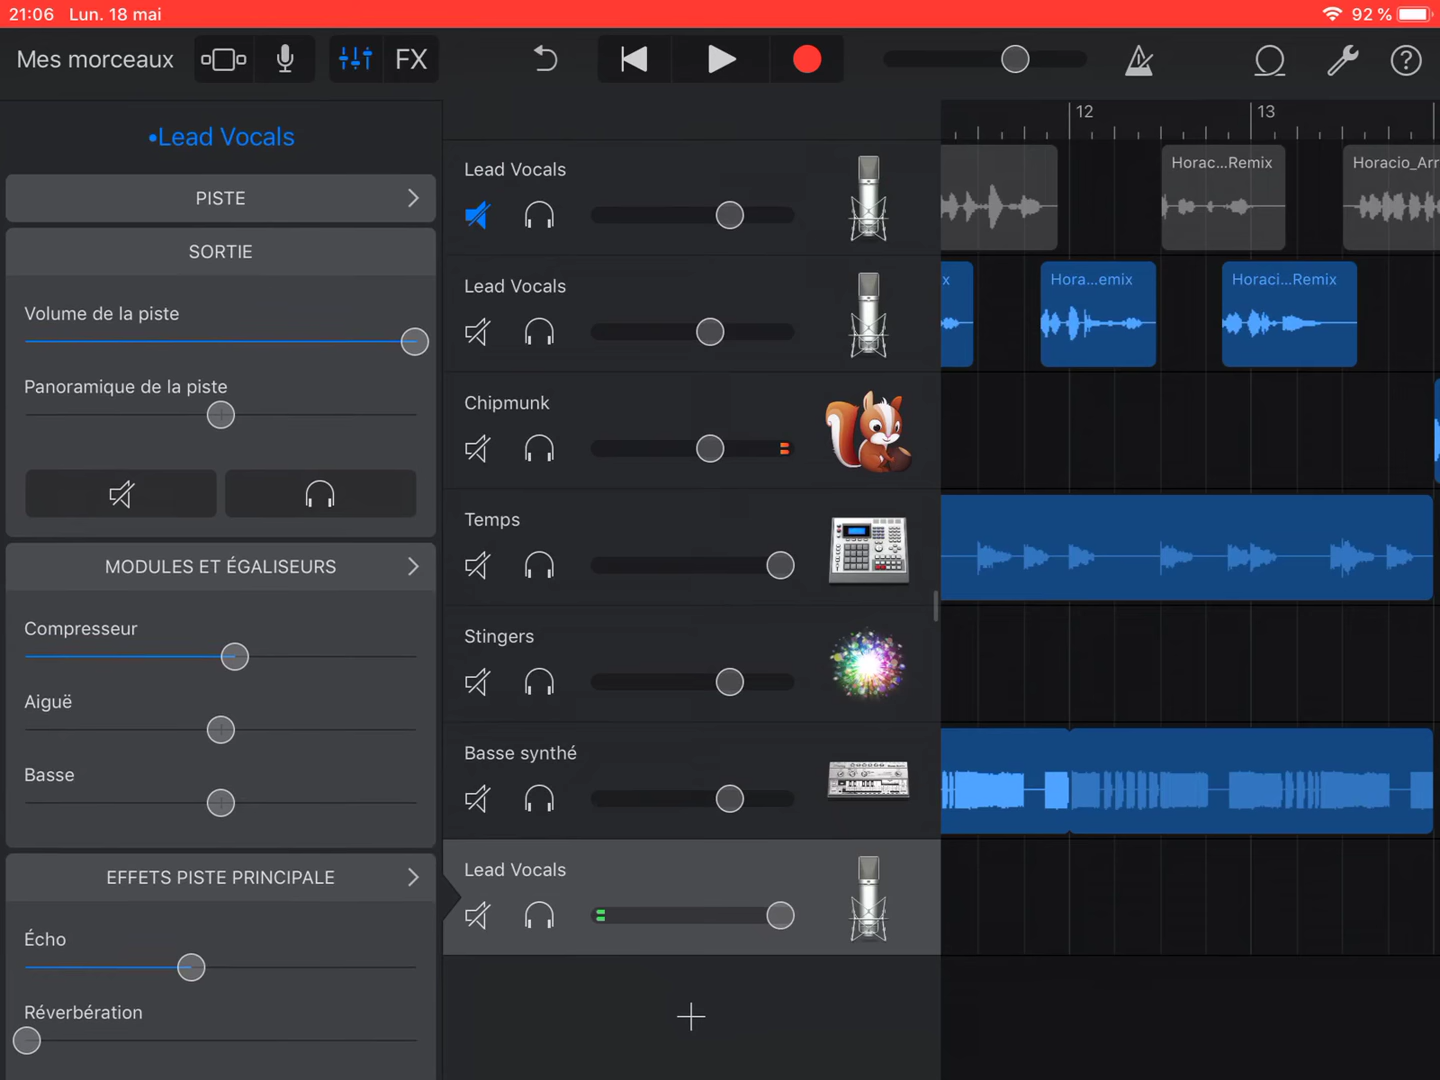 21:06 Lun. 18 mai 92 %
Mes morceaux FX ?
•Lead Vocals
PISTE
SORTIE
Volume de la piste
Panoramique de la piste
MODULES ET ÉGALISEURS
Compresseur
Aiguë
Basse
EFFETS PISTE PRINCIPALE
Écho
Réverbération
Lead Vocals
Lead Vocals
Chipmunk
Temps
Stingers
Basse synthé
Lead Vocals
12 13
Horac...Remix Horacio_Arr
x Hora...emix Horaci...Remix